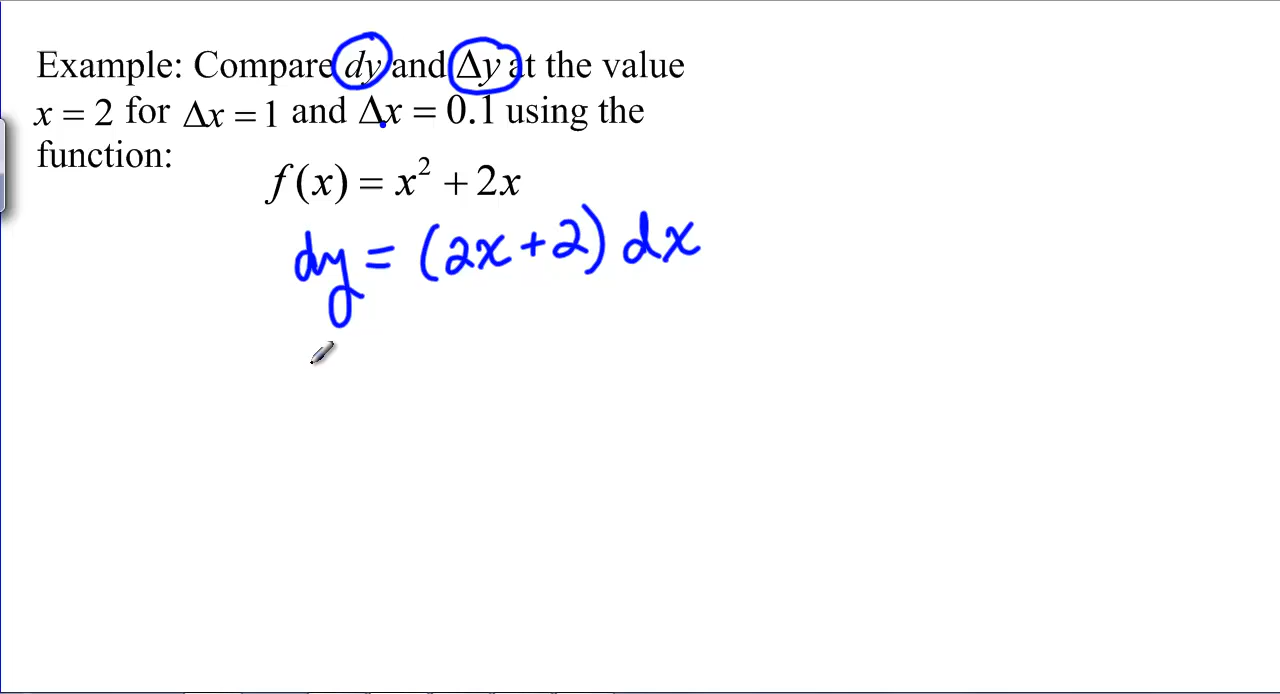 Example: Compare dy and Δy at the value
x = 2 for Δx = 1 and Δx = 0.1 using the
function:
f(x) = x² + 2x
dy = (2x + 2) dx